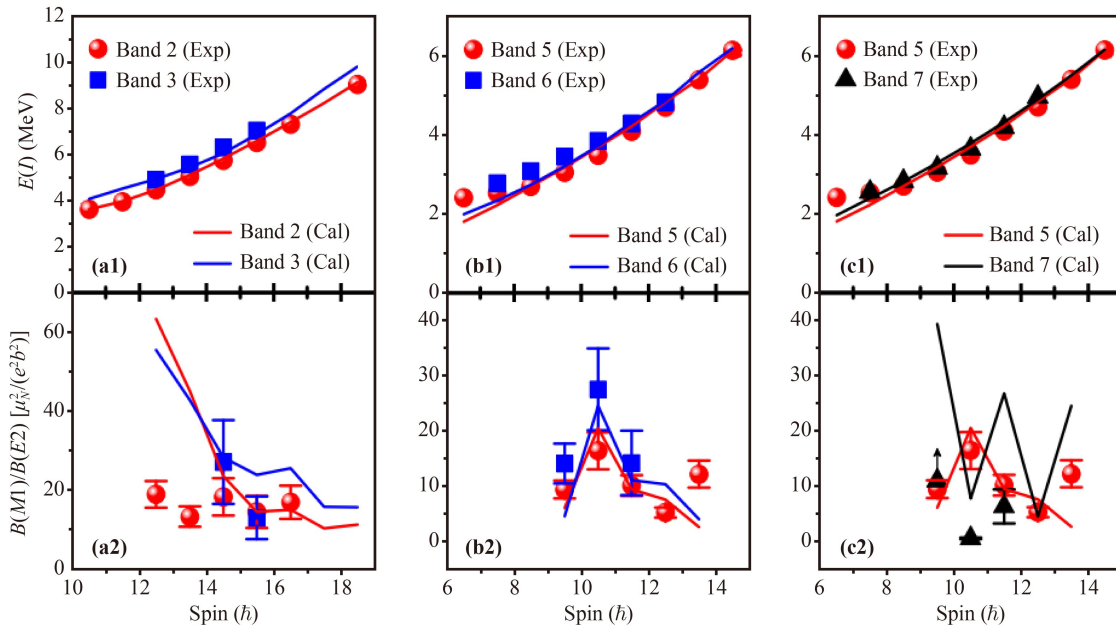 12
10
8
6
4
2
0
E(I) (MeV)
Band 2 (Exp)
Band 3 (Exp)
Band 2 (Cal)
Band 3 (Cal)
(a1)
6
4
2
0
Band 5 (Exp)
Band 6 (Exp)
Band 5 (Cal)
Band 6 (Cal)
(b1)
6
4
2
0
Band 5 (Exp)
Band 7 (Exp)
Band 5 (Cal)
Band 7 (Cal)
(c1)
60
40
20
0
B(M1)/B(E2) [μ²_N/(e²b²)]
(a2)
10 12 14 16 18
Spin (ℏ)
40
30
20
10
0
(b2)
6 8 10 12 14
Spin (ℏ)
40
30
20
10
0
(c2)
6 8 10 12 14
Spin (ℏ)